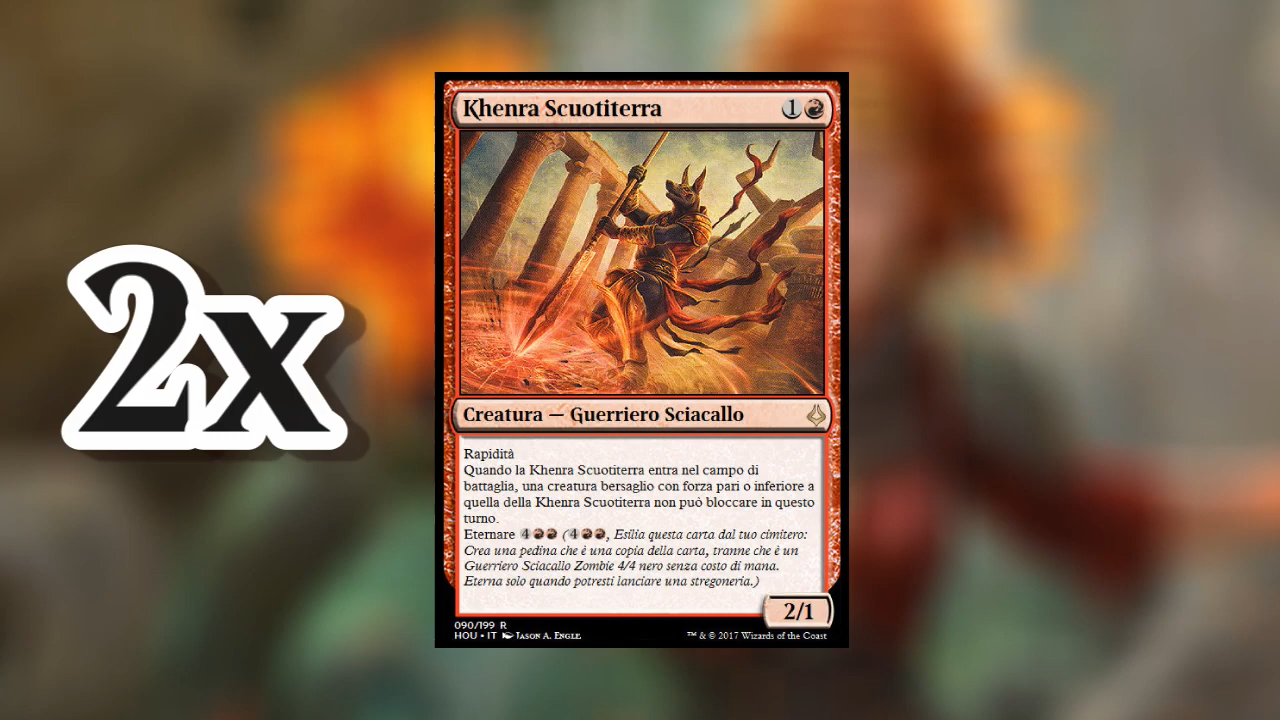 2x
Khenra Scuotiterra
1
Creatura — Guerriero Sciacallo
Rapidità
Quando la Khenra Scuotiterra entra nel campo di
battaglia, una creatura bersaglio con forza pari o inferiore a
quella della Khenra Scuotiterra non può bloccare in questo
turno.
Eternare 4 (4, Esilia questa carta dal tuo cimitero:
Crea una pedina che è una copia della carta, tranne che è un
Guerriero Sciacallo Zombie 4/4 nero senza costo di mana.
Eterna solo quando potresti lanciare una stregoneria.)
2/1
090/199 R
HOU • IT Jason A. Engle
™ & © 2017 Wizards of the Coast